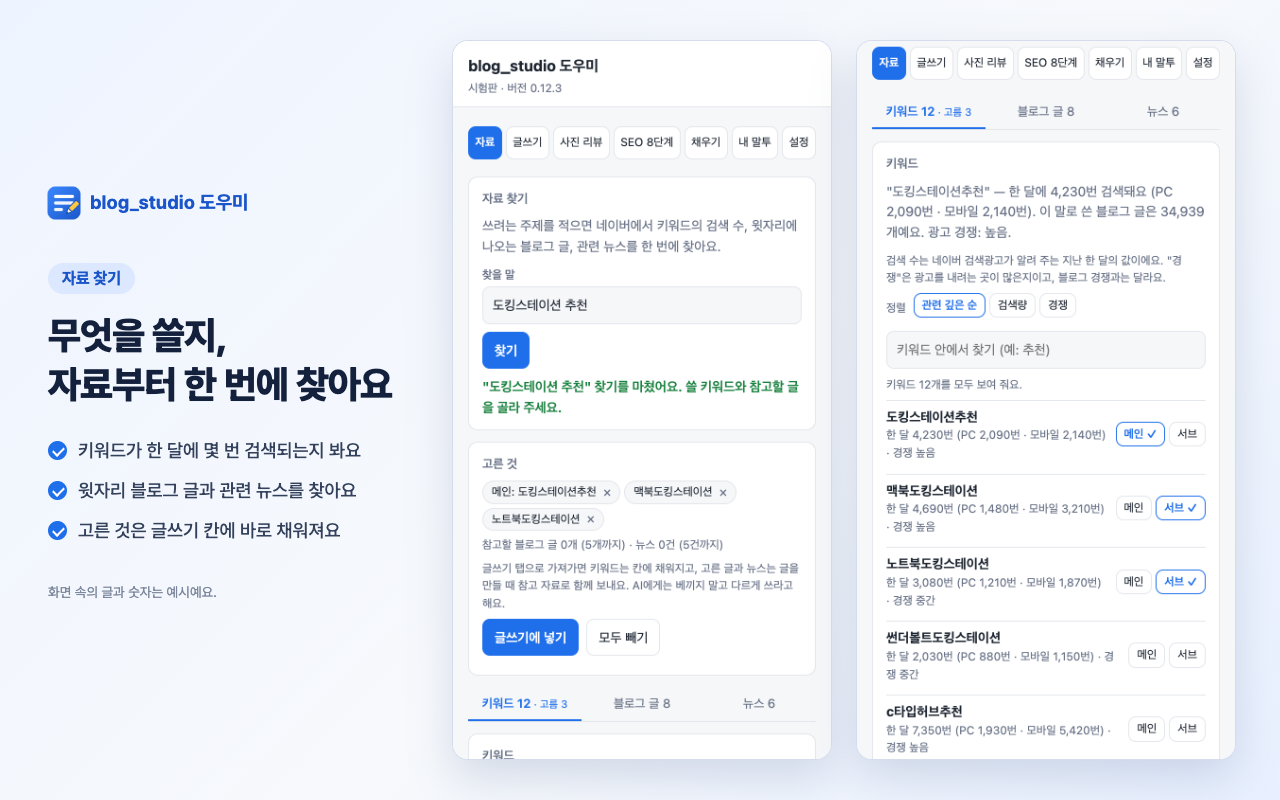 blog_studio 도우미
자료 찾기
무엇을 쓸지,
자료부터 한 번에 찾아요
키워드가 한 달에 몇 번 검색되는지 봐요
윗자리 블로그 글과 관련 뉴스를 찾아요
고른 것은 글쓰기 칸에 바로 채워져요
화면 속의 글과 숫자는 예시예요.
blog_studio 도우미
시험판 · 버전 0.12.3
자료 글쓰기 사진 리뷰 SEO 8단계 채우기 내 말투 설정
자료 찾기
쓰려는 주제를 적으면 네이버에서 키워드의 검색 수, 윗자리에
나오는 블로그 글, 관련 뉴스를 한 번에 찾아요.
찾을 말
도킹스테이션 추천
찾기
"도킹스테이션 추천" 찾기를 마쳤어요. 쓸 키워드와 참고할 글
을 골라 주세요.
고른 것
메인: 도킹스테이션추천 × 맥북도킹스테이션 ×
노트북도킹스테이션 ×
참고할 블로그 글 0개 (5개까지) · 뉴스 0건 (5건까지)
글쓰기 탭으로 가져가면 키워드는 칸에 채워지고, 고른 글과 뉴스는 글을
만들 때 참고 자료로 함께 보내요. AI에게는 베끼지 말고 다르게 쓰라고
해요.
글쓰기에 넣기 모두 빼기
키워드 12 · 고름 3 블로그 글 8 뉴스 6
키워드
자료 글쓰기 사진 리뷰 SEO 8단계 채우기 내 말투 설정
키워드 12 · 고름 3 블로그 글 8 뉴스 6
키워드
"도킹스테이션추천" — 한 달에 4,230번 검색돼요 (PC
2,090번 · 모바일 2,140번). 이 말로 쓴 블로그 글은 34,939
개예요. 광고 경쟁: 높음.
검색 수는 네이버 검색광고가 알려 주는 지난 한 달의 값이에요. "경
쟁"은 광고를 내려는 곳이 많은지이고, 블로그 경쟁과는 달라요.
정렬 관련 깊은 순 검색량 경쟁
키워드 안에서 찾기 (예: 추천)
키워드 12개를 모두 보여 줘요.
도킹스테이션추천
한 달 4,230번 (PC 2,090번 · 모바일 2,140번)
· 경쟁 높음
메인 ✓ 서브
맥북도킹스테이션
한 달 4,690번 (PC 1,480번 · 모바일 3,210번)
· 경쟁 높음
메인 서브 ✓
노트북도킹스테이션
한 달 3,080번 (PC 1,210번 · 모바일 1,870번)
· 경쟁 중간
메인 서브 ✓
썬더볼트도킹스테이션
한 달 2,030번 (PC 880번 · 모바일 1,150번) · 경
쟁 중간
메인 서브
c타입허브추천
한 달 7,350번 (PC 1,930번 · 모바일 5,420번) ·
경쟁 높음
메인 서브